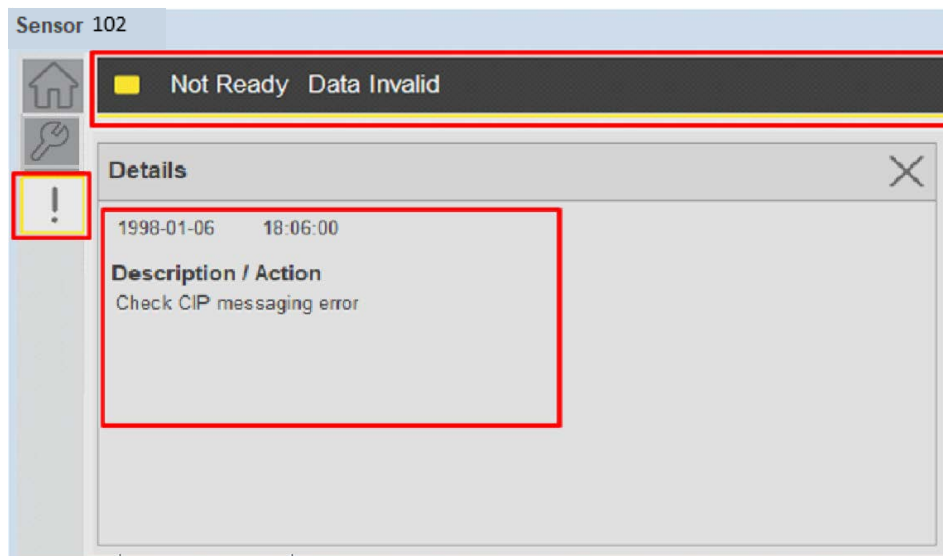 Sensor 102
Not Ready Data Invalid
Details
1998-01-06 18:06:00
Description / Action
Check CIP messaging error